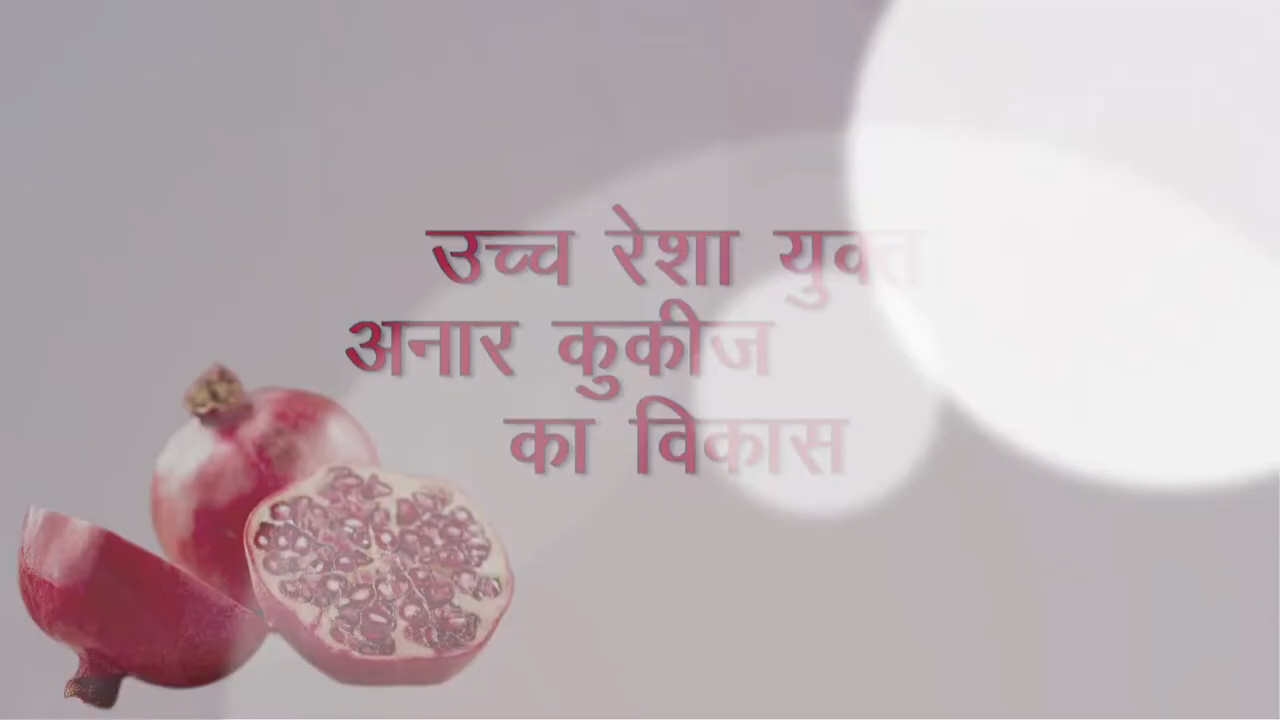 उच्च रेशा युक्त
अनार कुकीज
का विकास